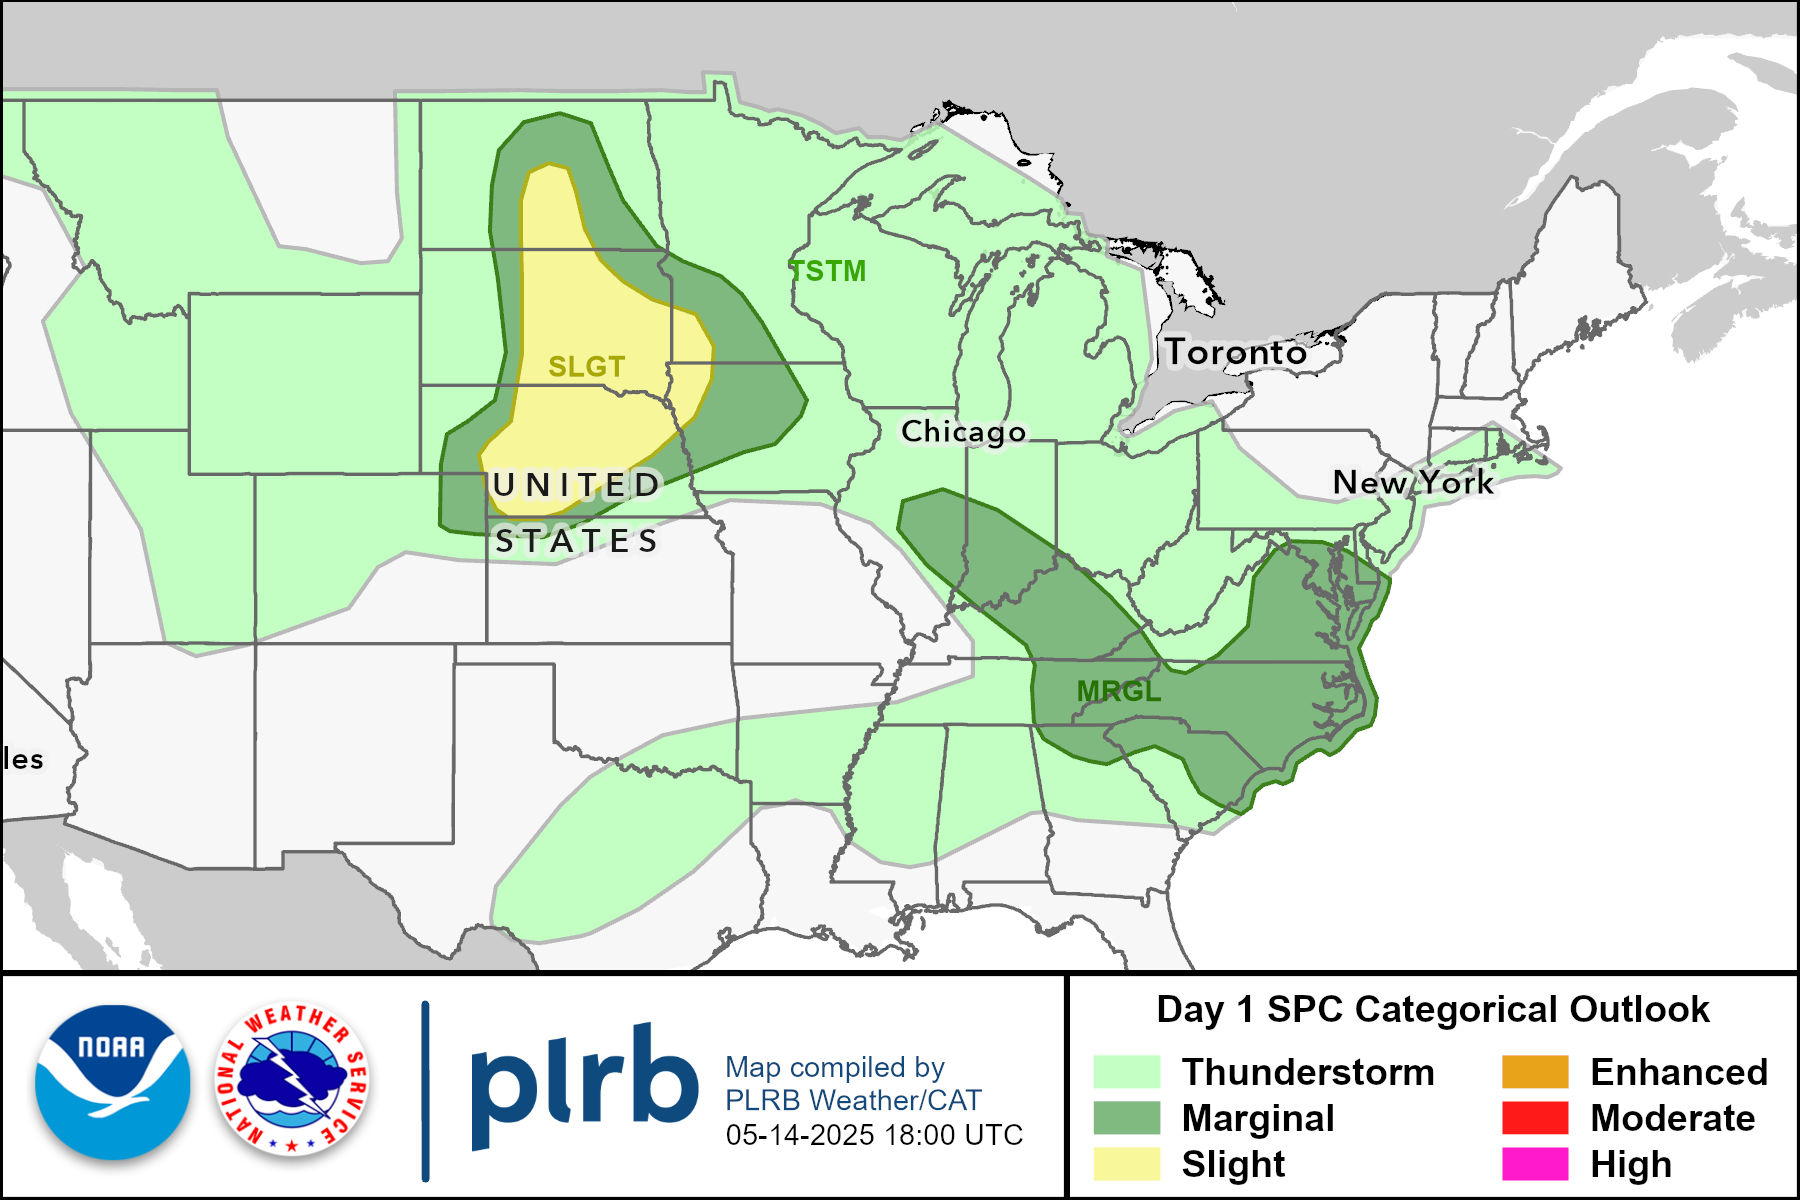 TSTM
SLGT
Toronto
Chicago
New York
UNITED
STATES
MRGL
les
NOAA
NATIONAL WEATHER SERVICE
plrb
Map compiled by
PLRB Weather/CAT
05-14-2025 18:00 UTC
Day 1 SPC Categorical Outlook
Thunderstorm
Marginal
Slight
Enhanced
Moderate
High